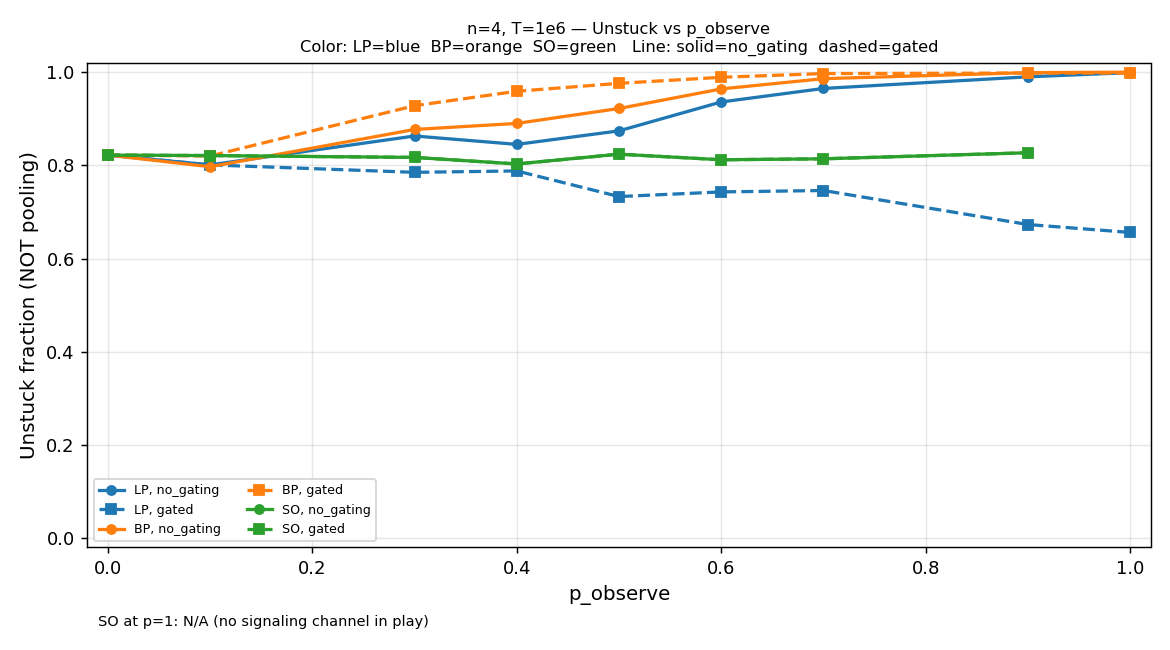 n=4, T=1e6 — Unstuck vs p_observe
Color: LP=blue  BP=orange  SO=green   Line: solid=no_gating  dashed=gated
Unstuck fraction (NOT pooling)
1.0
0.8
0.6
0.4
0.2
0.0
LP, no_gating
LP, gated
BP, no_gating
BP, gated
SO, no_gating
SO, gated
0.0
0.2
0.4
0.6
0.8
1.0
p_observe
SO at p=1: N/A (no signaling channel in play)